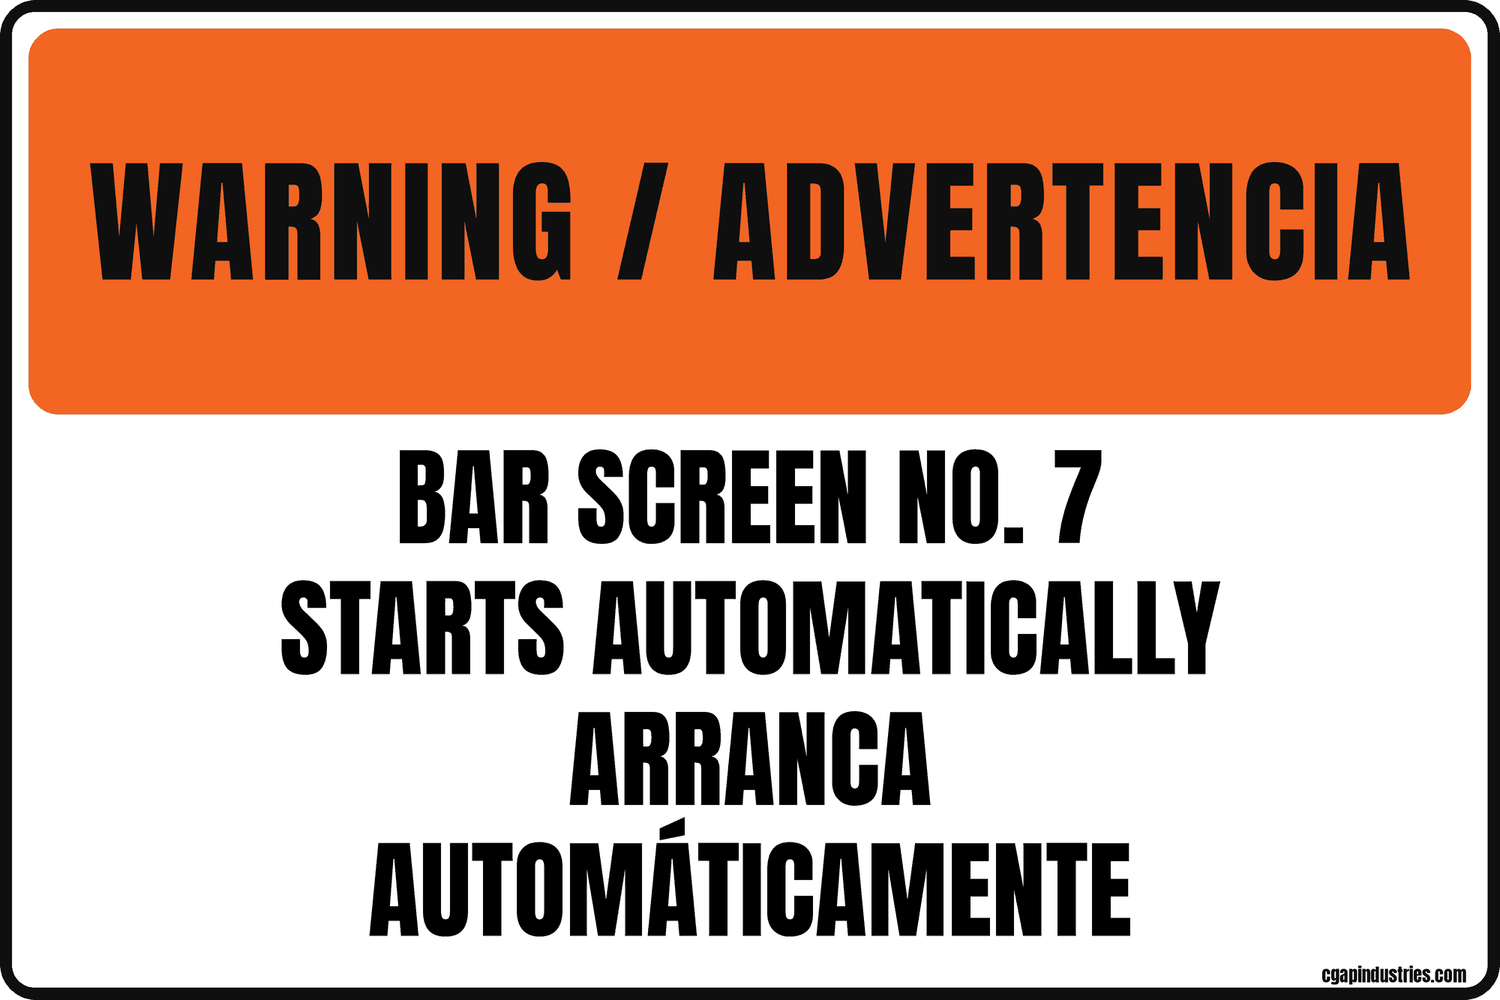 WARNING / ADVERTENCIA
BAR SCREEN NO. 7
STARTS AUTOMATICALLY
ARRANCA
AUTOMÁTICAMENTE
cgapindustries.com